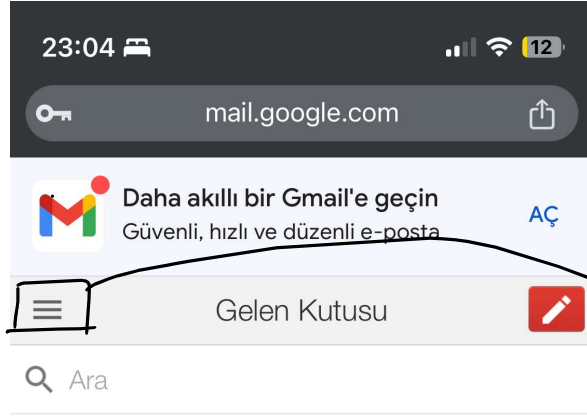 23:04
12
mail.google.com
Daha akıllı bir Gmail'e geçin
Güvenli, hızlı ve düzenli e-posta
AÇ
Gelen Kutusu
Ara